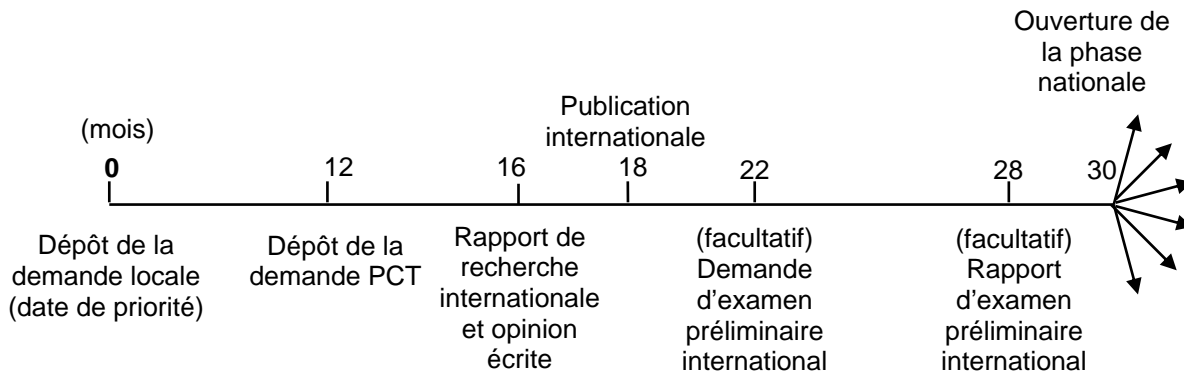 Ouverture de
la phase
nationale
Publication
internationale
(mois)
0
12
16
18
22
28
30
Dépôt de la
demande locale
(date de priorité)
Dépôt de la
demande PCT
Rapport de
recherche
internationale
et opinion
écrite
(facultatif)
Demande
d'examen
préliminaire
international
(facultatif)
Rapport
d'examen
préliminaire
international